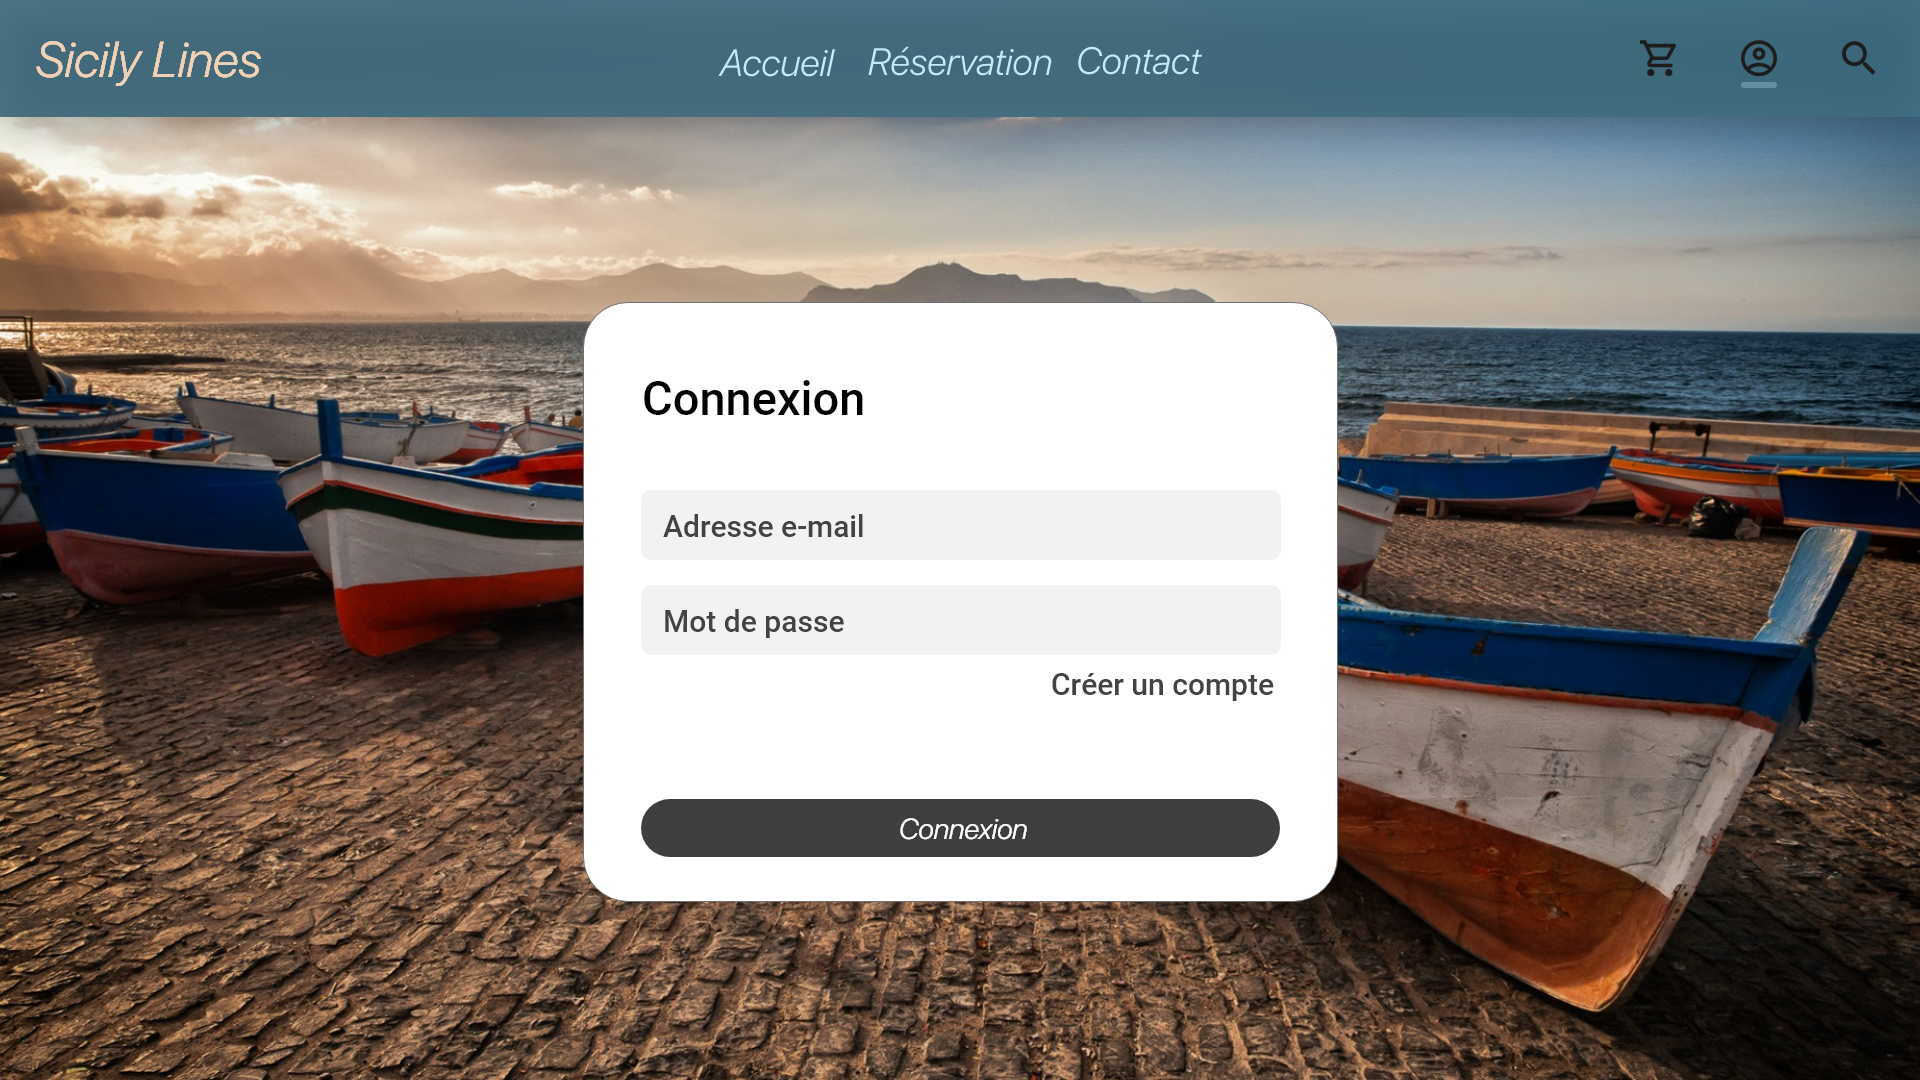 Sicily Lines
Accueil
Réservation
Contact
Connexion
Adresse e-mail
Mot de passe
Créer un compte
Connexion